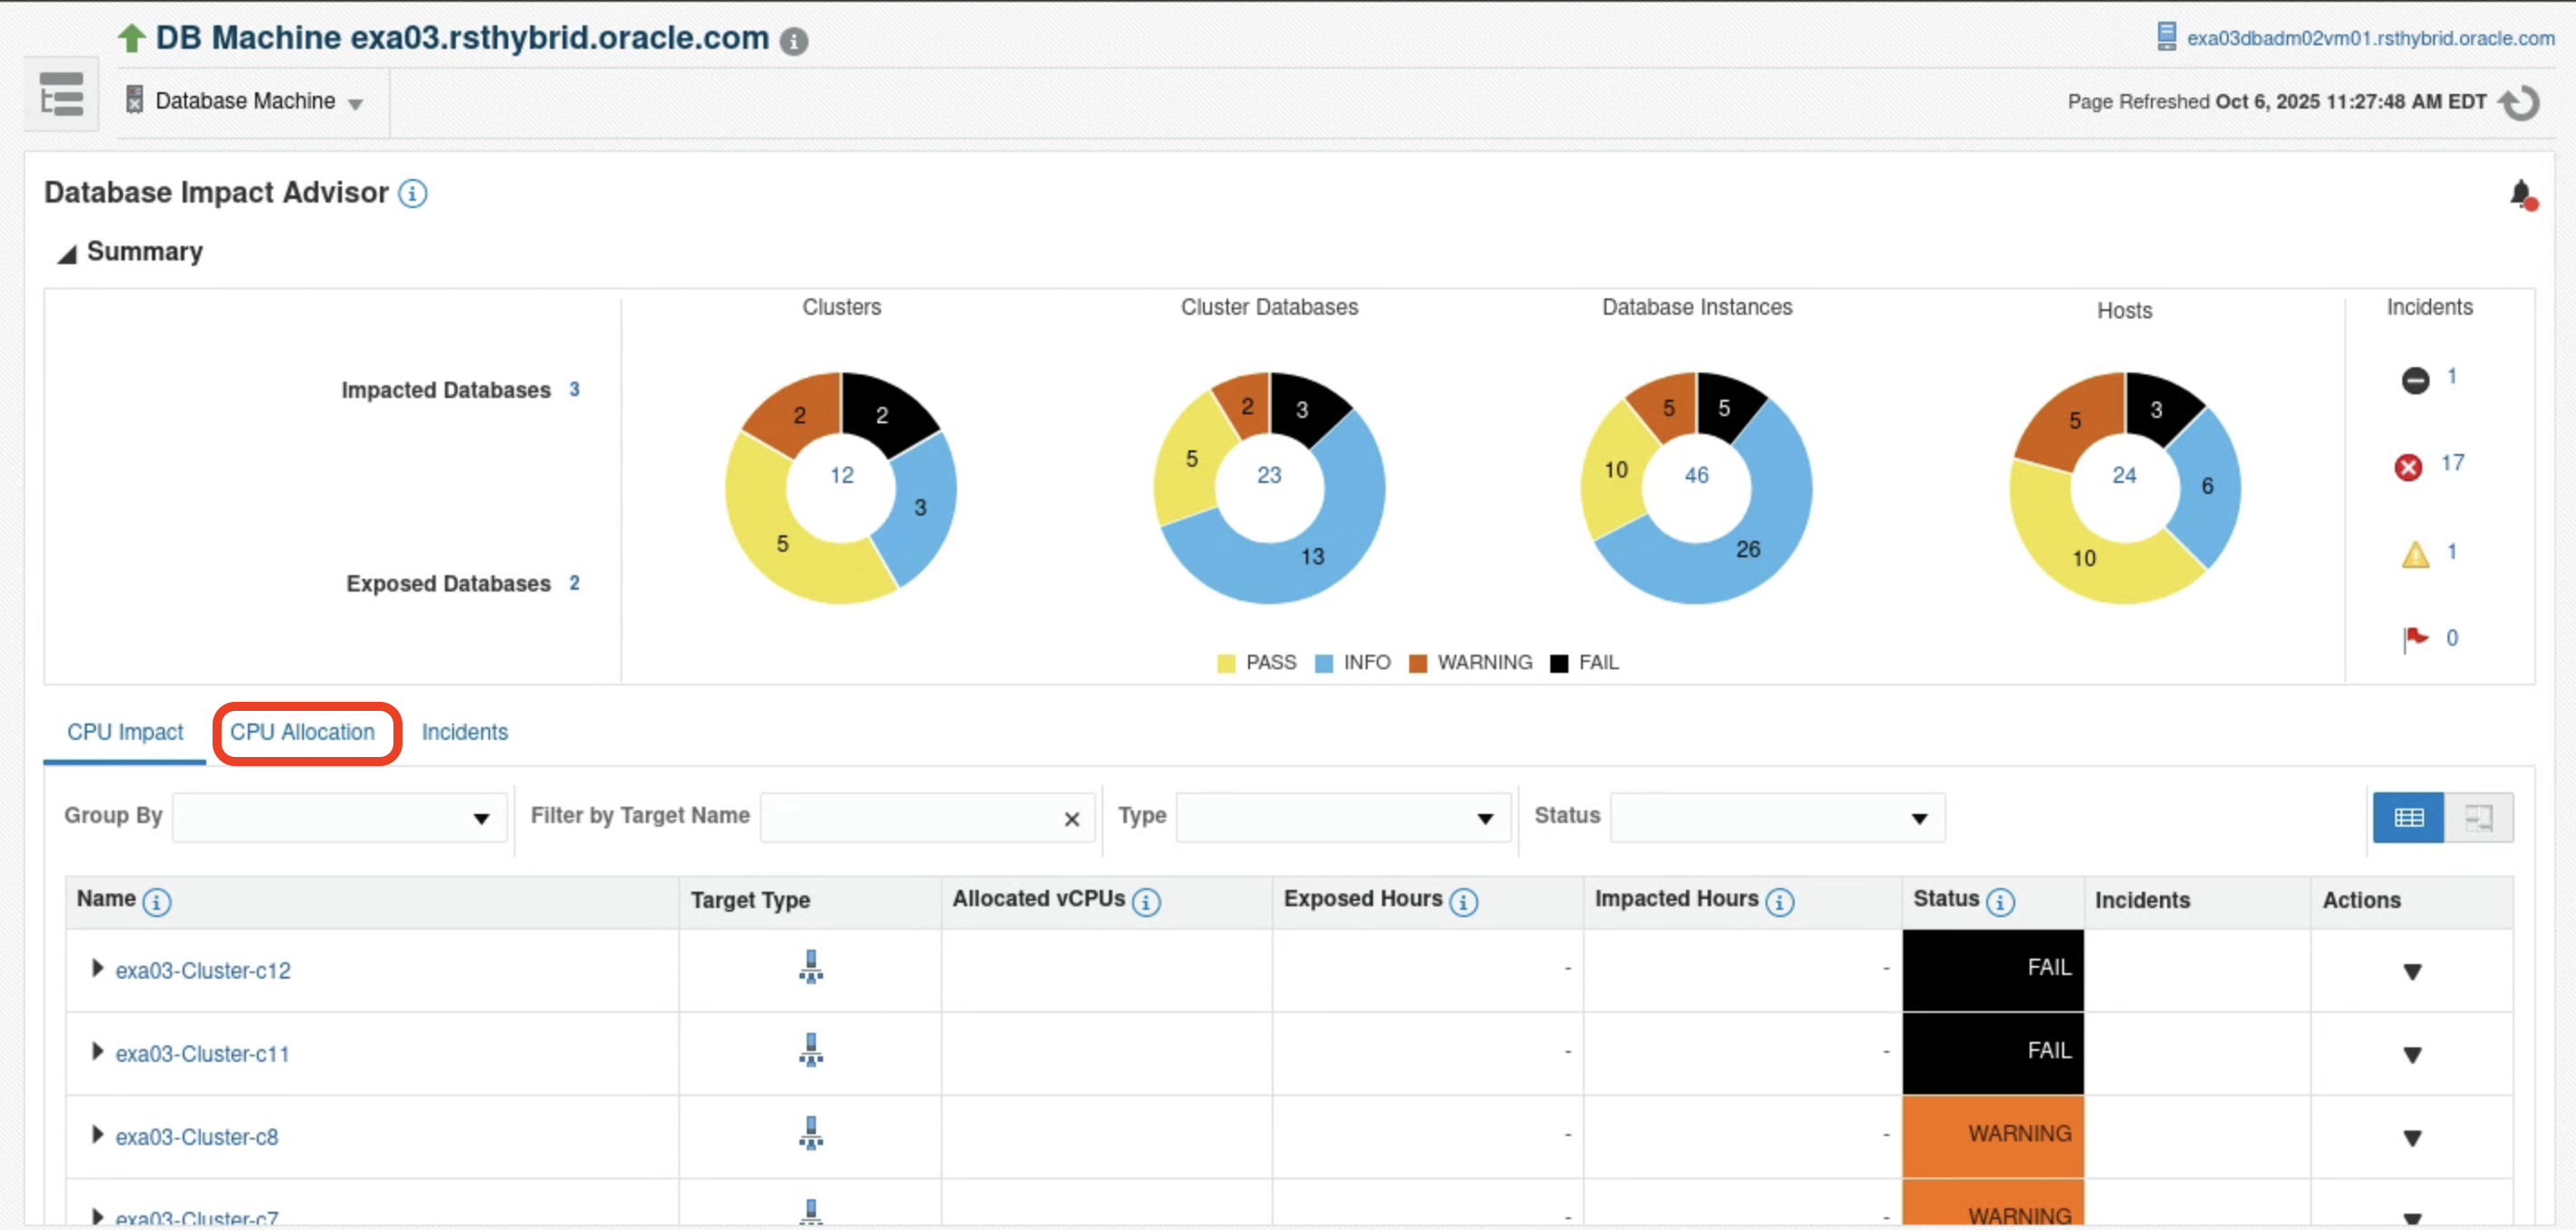 DB Machine exa03.rsthybrid.oracle.com
exa03dbadm02vm01.rsthybrid.oracle.com
Database Machine
Page Refreshed Oct 6, 2025 11:27:48 AM EDT
Database Impact Advisor
Summary
Impacted Databases 3
Exposed Databases 2
Clusters
2
2
12
3
5
Cluster Databases
2
3
5
23
13
Database Instances
5
5
10
46
26
Hosts
5
3
24
6
10
Incidents
1
17
1
0
PASS INFO WARNING FAIL
CPU Impact CPU Allocation Incidents
Group By Filter by Target Name Type Status
Name Target Type Allocated vCPUs Exposed Hours Impacted Hours Status Incidents Actions
exa03-Cluster-c12 - - FAIL
exa03-Cluster-c11 - - FAIL
exa03-Cluster-c8 - - WARNING
exa03-Cluster-c7 - - WARNING